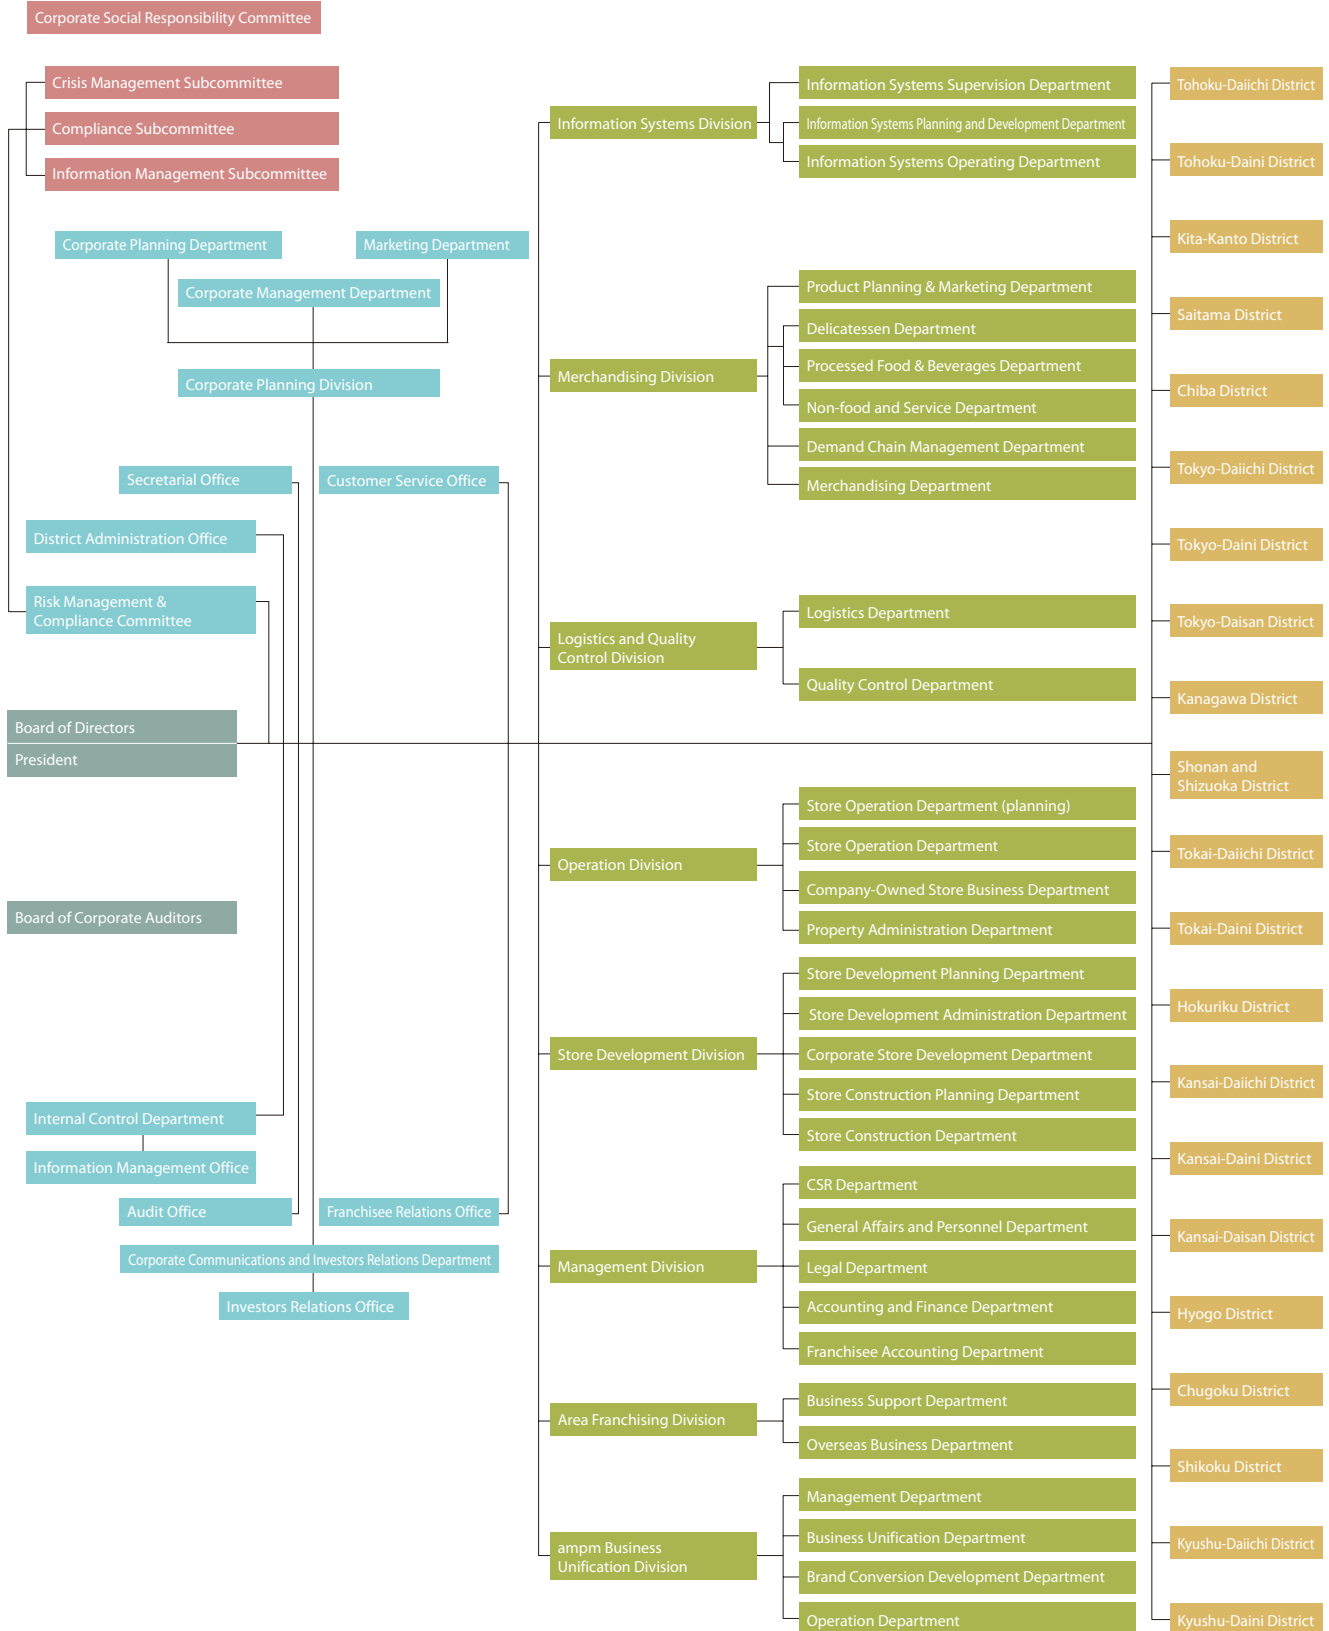 Corporate Social Responsibility Committee
Crisis Management Subcommittee
Compliance Subcommittee
Information Management Subcommittee
Corporate Planning Department
Marketing Department
Corporate Management Department
Corporate Planning Division
Secretarial Office
Customer Service Office
District Administration Office
Risk Management &
Compliance Committee
Board of Directors
President
Board of Corporate Auditors
Internal Control Department
Information Management Office
Audit Office
Franchisee Relations Office
Corporate Communications and Investors Relations Department
Investors Relations Office
Information Systems Division
Information Systems Supervision Department
Information Systems Planning and Development Department
Information Systems Operating Department
Merchandising Division
Product Planning & Marketing Department
Delicatessen Department
Processed Food & Beverages Department
Non-food and Service Department
Demand Chain Management Department
Merchandising Department
Logistics and Quality
Control Division
Logistics Department
Quality Control Department
Operation Division
Store Operation Department (planning)
Store Operation Department
Company-Owned Store Business Department
Property Administration Department
Store Development Division
Store Development Planning Department
Store Development Administration Department
Corporate Store Development Department
Store Construction Planning Department
Store Construction Department
Management Division
CSR Department
General Affairs and Personnel Department
Legal Department
Accounting and Finance Department
Franchisee Accounting Department
Area Franchising Division
Business Support Department
Overseas Business Department
ampm Business
Unification Division
Management Department
Business Unification Department
Brand Conversion Development Department
Operation Department
Tohoku-Daiichi District
Tohoku-Daini District
Kita-Kanto District
Saitama District
Chiba District
Tokyo-Daiichi District
Tokyo-Daini District
Tokyo-Daisan District
Kanagawa District
Shonan and
Shizuoka District
Tokai-Daiichi District
Tokai-Daini District
Hokuriku District
Kansai-Daiichi District
Kansai-Daini District
Kansai-Daisan District
Hyogo District
Chugoku District
Shikoku District
Kyushu-Daiichi District
Kyushu-Daini District